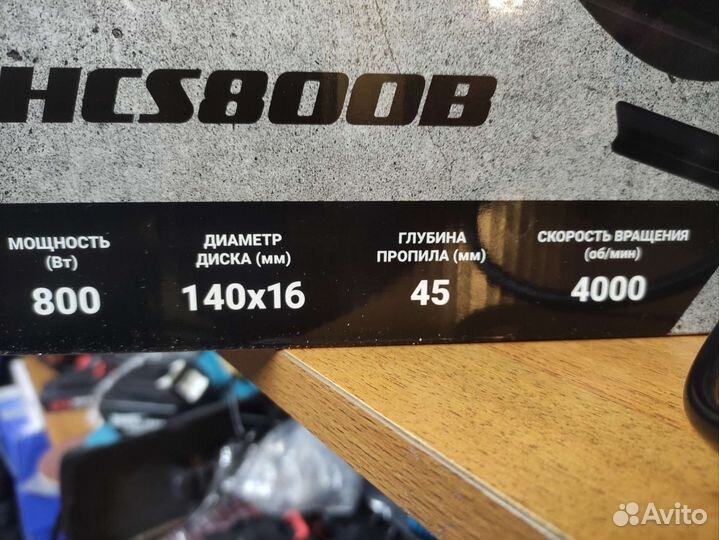 HCS800B
МОЩНОСТЬ
(Вт)
800
ДИАМЕТР
ДИСКА (мм)
140x16
ГЛУБИНА
ПРОПИЛА (мм)
45
СКОРОСТЬ ВРАЩЕНИЯ
(об/мин)
4000
Avito